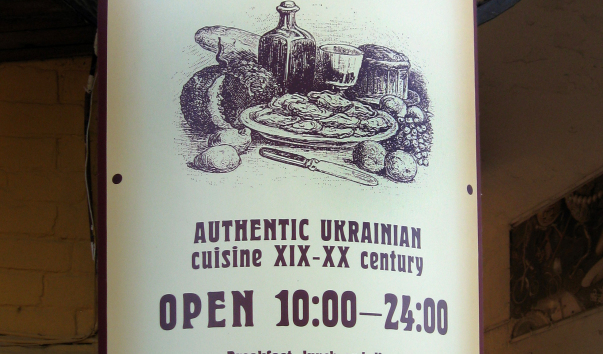 AUTHENTIC UKRAINIAN
cuisine XIX-XX century
OPEN 10:00–24:00